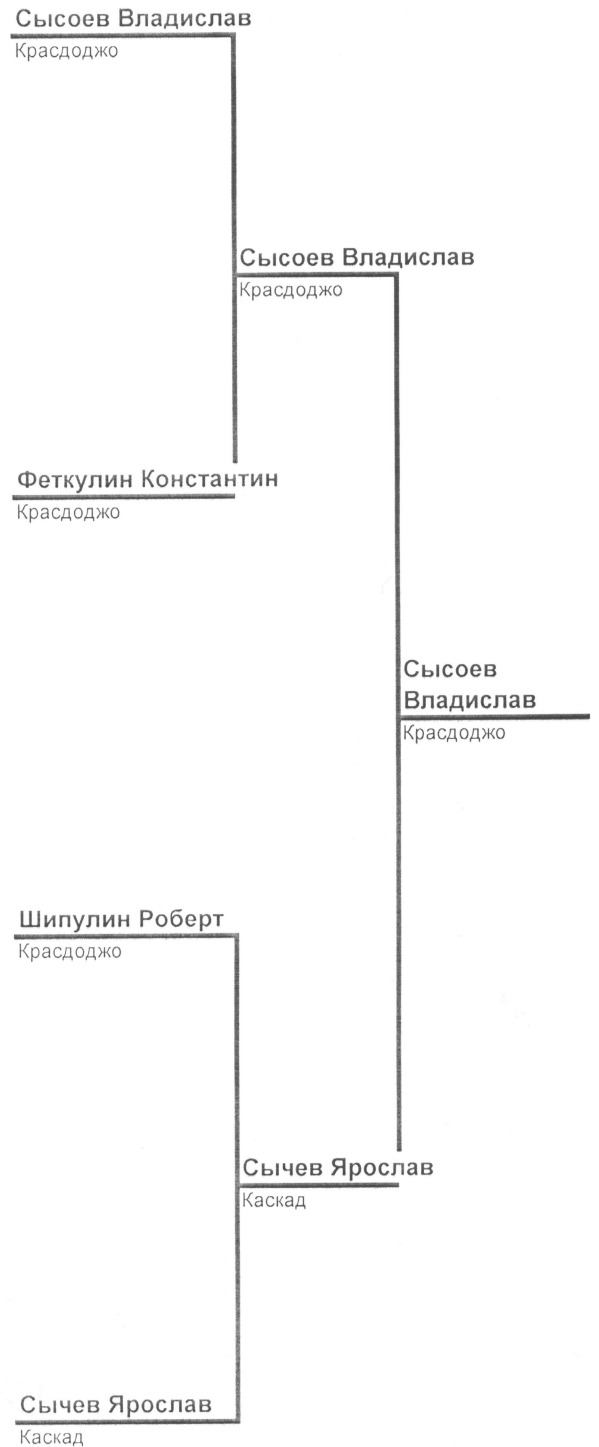 Сысоев Владислав
Красдоджо
Сысоев Владислав
Красдоджо
Феткулин Константин
Красдоджо
Сысоев
Владислав
Красдоджо
Шипулин Роберт
Красдоджо
Сычев Ярослав
Каскад
Сычев Ярослав
Каскад